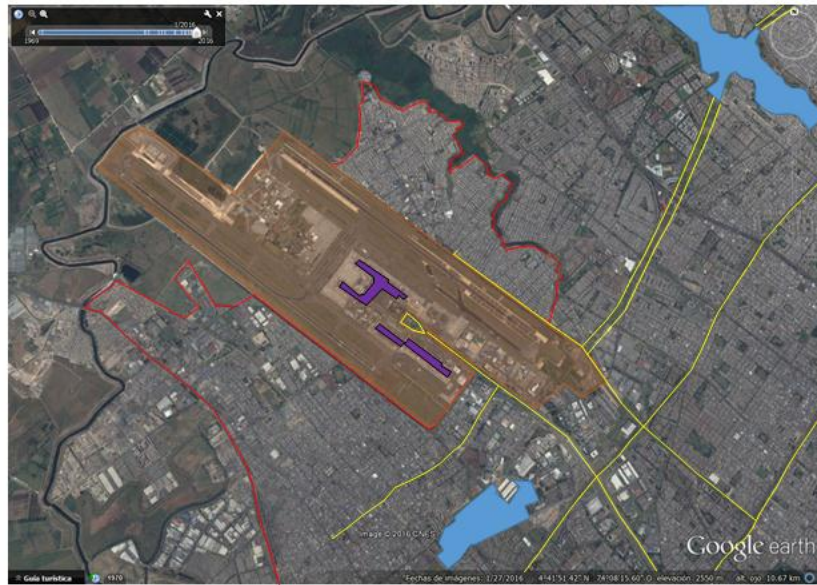 1/2016
1969
2016
Image © 2016 CNES
Google earth
Guía turística
1970
Fechas de imágenes: 1/27/2016 4°41'51.42" N 74°08'15.60" O elevación 2550 m alt. ojo 10.67 km